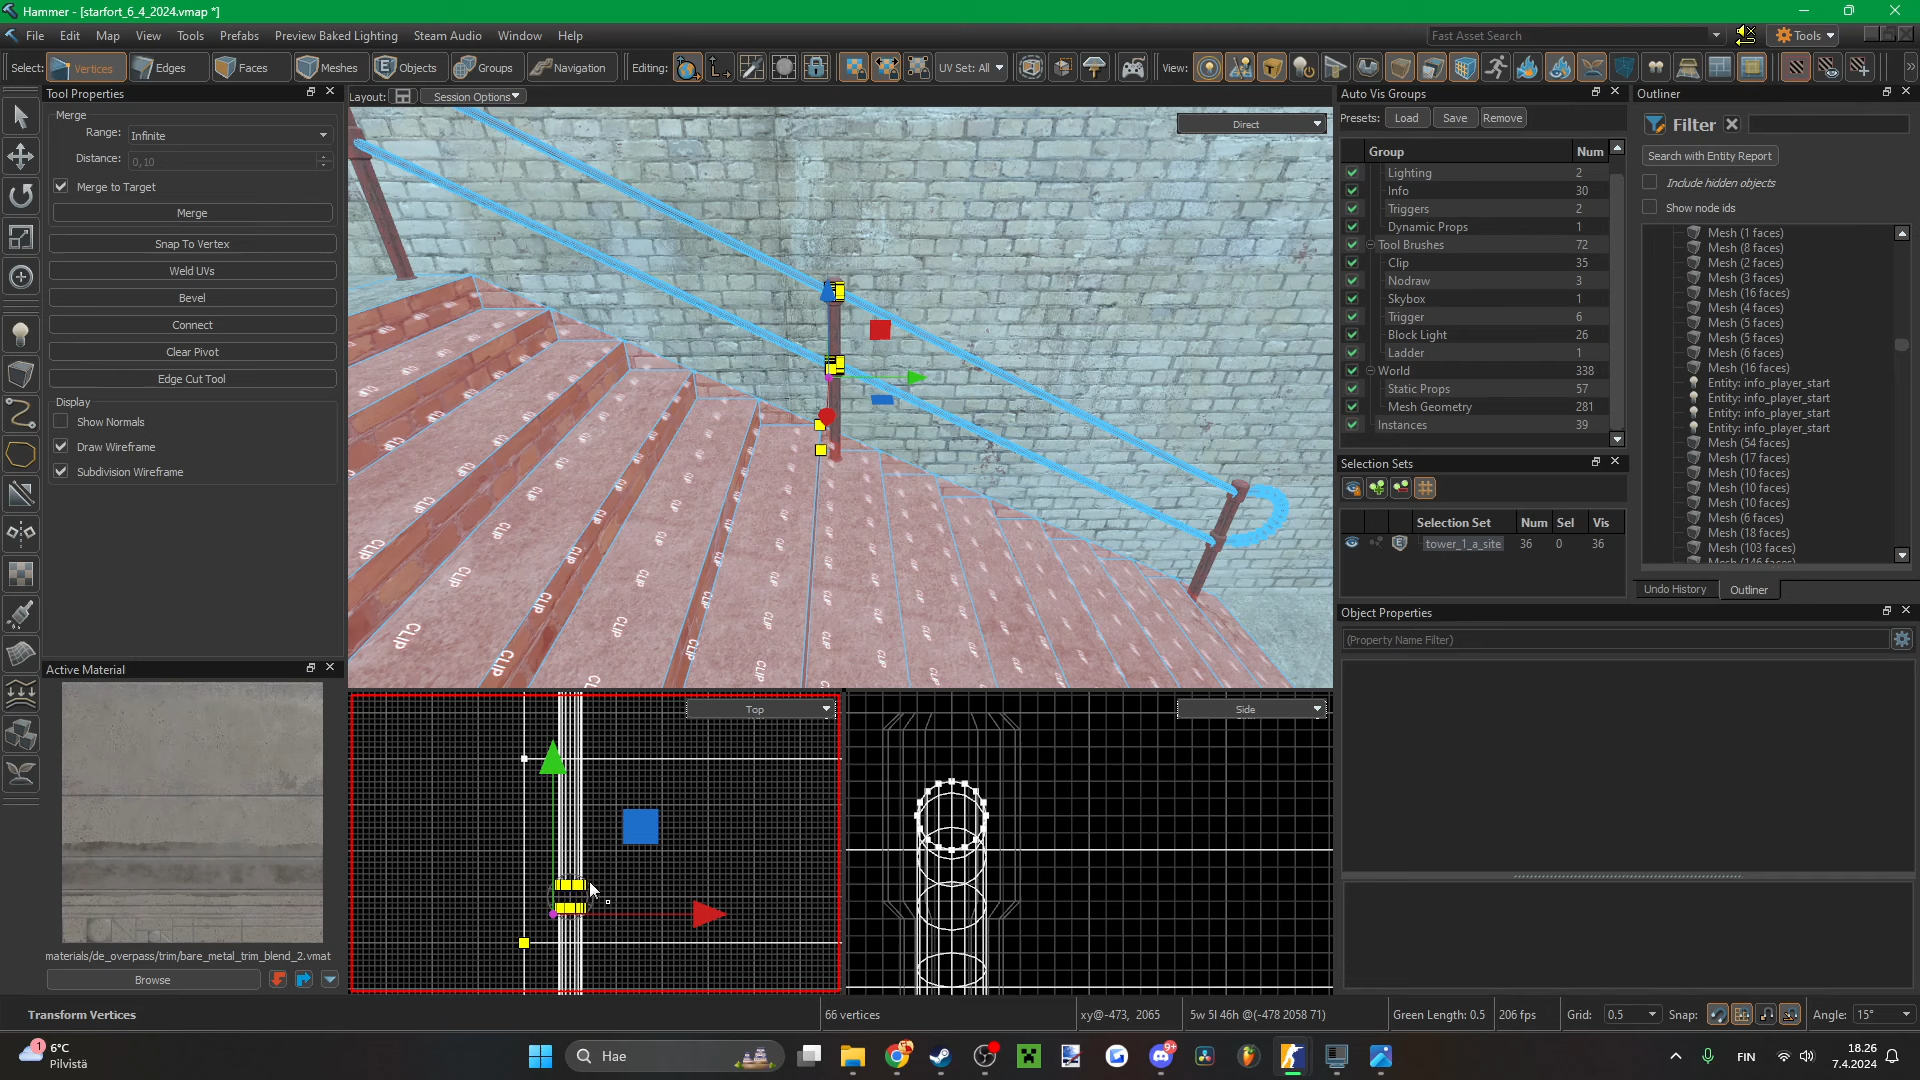 Hammer - [starfort_6_4_2024.vmap *]
File Edit Map View Tools Prefabs Preview Baked Lighting Steam Audio Window Help
Fast Asset Search
Tools
Select: Vertices Edges Faces Meshes Objects Groups Navigation Editing: UV Set: All View:
Tool Properties
Merge
Range: Infinite
Distance: 0,10
Merge to Target
Merge
Snap To Vertex
Weld UVs
Bevel
Connect
Clear Pivot
Edge Cut Tool
Display
Show Normals
Draw Wireframe
Subdivision Wireframe
Active Material
materials/de_overpass/trim/bare_metal_trim_blend_2.vmat
Browse
Layout: Session Options
Direct
CLIP
Top
Side
Auto Vis Groups
Presets: Load Save Remove
Group Num
Lighting 2
Info 30
Triggers 2
Dynamic Props 1
Tool Brushes 72
Clip 35
Nodraw 3
Skybox 1
Trigger 6
Block Light 26
Ladder 1
World 338
Static Props 57
Mesh Geometry 281
Instances 39
Selection Sets
Selection Set Num Sel Vis
tower_1_a_site 36 0 36
Outliner
Filter
Search with Entity Report
Include hidden objects
Show node ids
Mesh (1 faces)
Mesh (8 faces)
Mesh (2 faces)
Mesh (3 faces)
Mesh (16 faces)
Mesh (4 faces)
Mesh (5 faces)
Mesh (5 faces)
Mesh (6 faces)
Mesh (16 faces)
Entity: info_player_start
Entity: info_player_start
Entity: info_player_start
Entity: info_player_start
Mesh (54 faces)
Mesh (17 faces)
Mesh (10 faces)
Mesh (10 faces)
Mesh (10 faces)
Mesh (6 faces)
Mesh (18 faces)
Mesh (103 faces)
Mesh (146 faces)
Undo History Outliner
Object Properties
(Property Name Filter)
Transform Vertices 66 vertices xy@-473, 2065 5w 5l 46h @(-478 2058 71) Green Length: 0.5 206 fps Grid: 0.5 Snap: Angle: 15°
1
6°C
Pilvistä
Hae
9+
FIN
18.26
7.4.2024